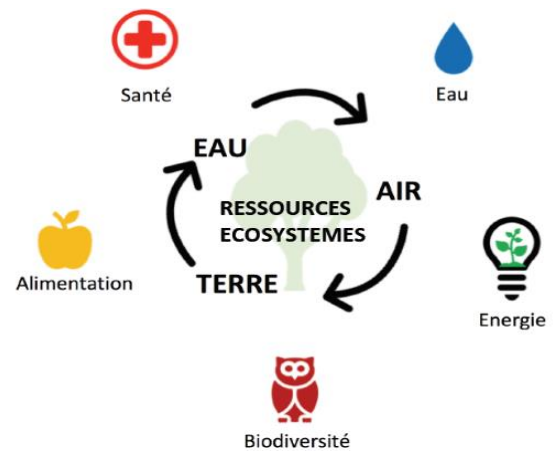 Santé
Eau
EAU
AIR
RESSOURCES
ECOSYSTEMES
TERRE
Alimentation
Energie
Biodiversité